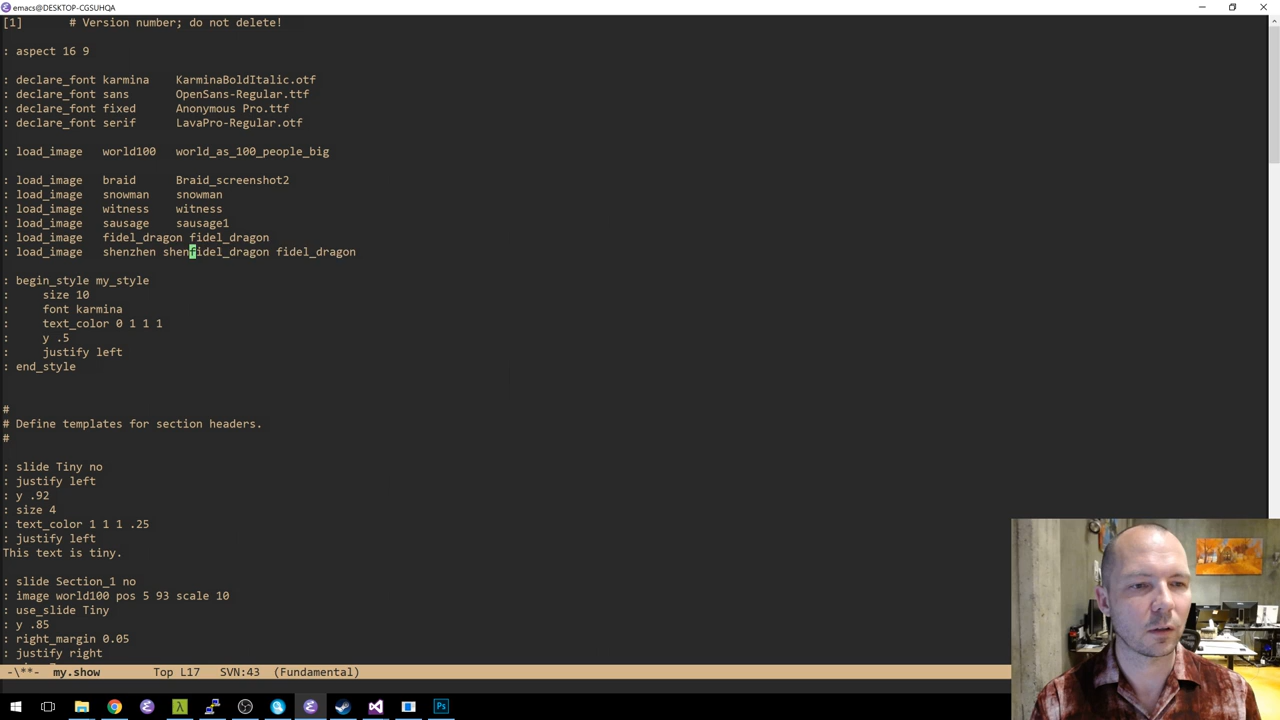 emacs@DESKTOP-CGSUHQA
[1]       # Version number; do not delete!
: aspect 16 9
: declare_font karmina    KarminaBoldItalic.otf
: declare_font sans       OpenSans-Regular.ttf
: declare_font fixed      Anonymous Pro.ttf
: declare_font serif      LavaPro-Regular.otf
: load_image   world100   world_as_100_people_big
: load_image   braid      Braid_screenshot2
: load_image   snowman    snowman
: load_image   witness    witness
: load_image   sausage    sausage1
: load_image   fidel_dragon fidel_dragon
: load_image   shenzhen shenfidel_dragon fidel_dragon
: begin_style my_style
:     size 10
:     font karmina
:     text_color 0 1 1 1
:     y .5
:     justify left
: end_style
#
# Define templates for section headers.
#
: slide Tiny no
: justify left
: y .92
: size 4
: text_color 1 1 1 .25
: justify left
This text is tiny.
: slide Section_1 no
: image world100 pos 5 93 scale 10
: use_slide Tiny
: y .85
: right_margin 0.05
: justify right
-\**-  my.show        Top L17   SVN:43  (Fundamental)
Ps